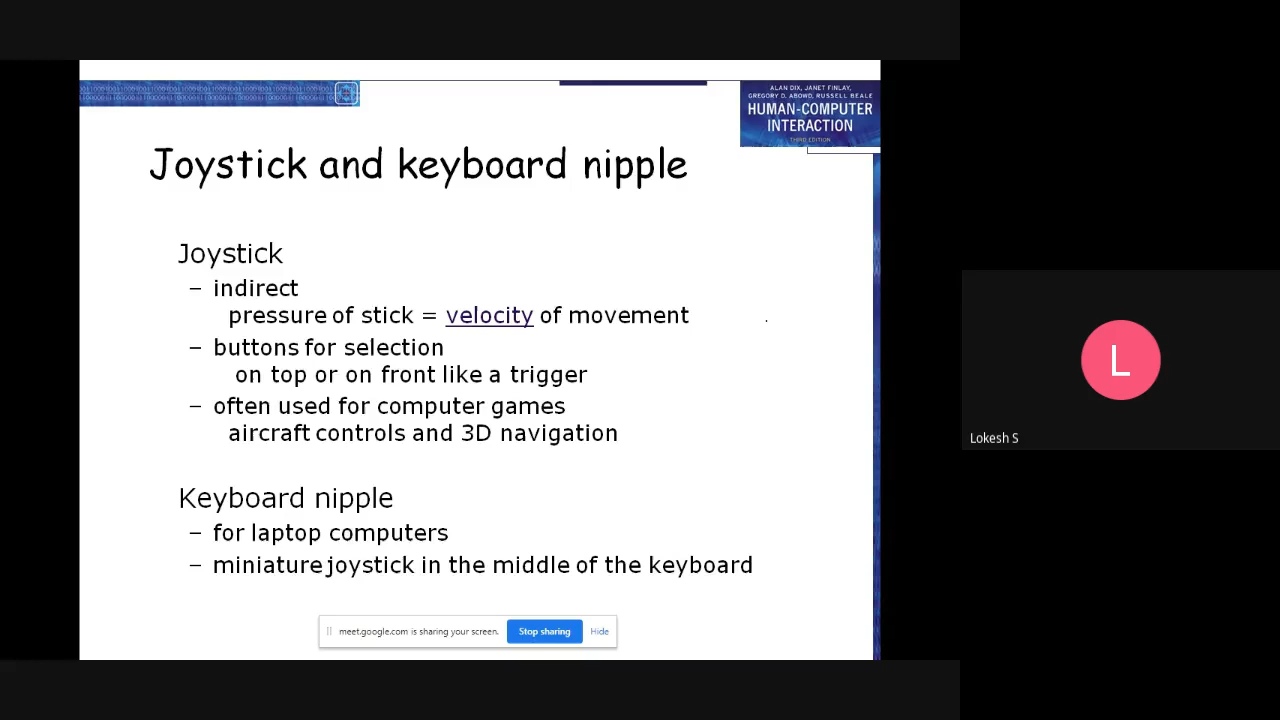 ALAN DIX, JANET FINLAY,
GREGORY D. ABOWD, RUSSELL BEALE
HUMAN-COMPUTER
INTERACTION
THIRD EDITION
Joystick and keyboard nipple
Joystick
– indirect
pressure of stick = velocity of movement
– buttons for selection
on top or on front like a trigger
– often used for computer games
aircraft controls and 3D navigation
Keyboard nipple
– for laptop computers
– miniature joystick in the middle of the keyboard
meet.google.com is sharing your screen.
Stop sharing
Hide
L
Lokesh S